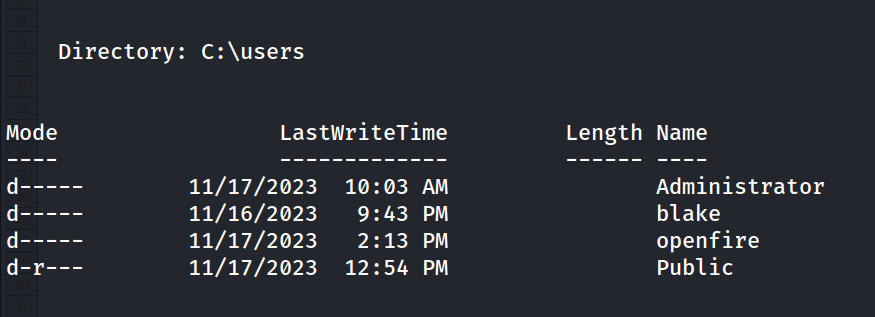 Directory: C:\users
Mode LastWriteTime Length Name
---- ------------- ------ ----
d----- 11/17/2023 10:03 AM Administrator
d----- 11/16/2023 9:43 PM blake
d----- 11/17/2023 2:13 PM openfire
d-r--- 11/17/2023 12:54 PM Public